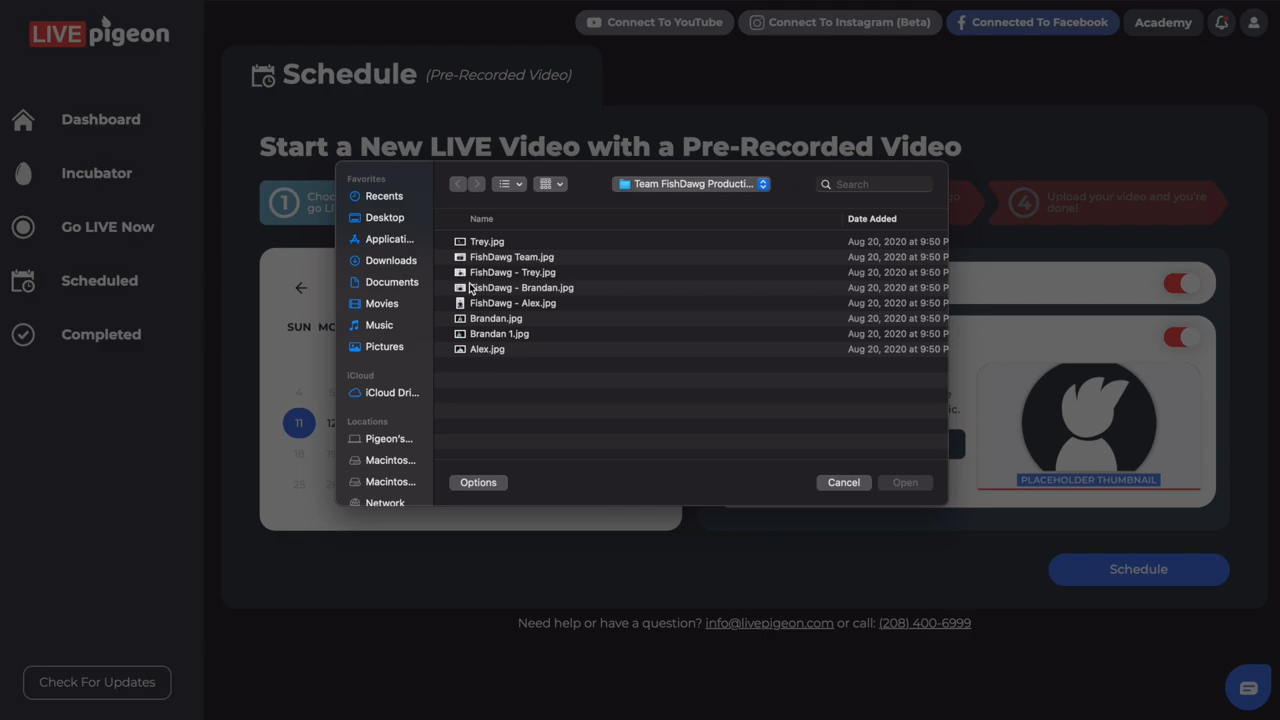 LIVE pigeon
Connect To YouTube
Connect To Instagram (Beta)
Connected To Facebook
Academy
Dashboard
Incubator
Go LIVE Now
Scheduled
Completed
Check For Updates
Schedule (Pre-Recorded Video)
Start a New LIVE Video with a Pre-Recorded Video
1
go
4 Upload your video and you're
done!
SUN
4
11 12
18
25
Favorites
Recents
Desktop
Applicati...
Downloads
Documents
Movies
Music
Pictures
iCloud
iCloud Dri...
Locations
Pigeon's...
Macintos...
Macintos...
Network
Team FishDawg Producti...
Search
Name Date Added
Trey.jpg Aug 20, 2020 at 9:50 P
FishDawg Team.jpg Aug 20, 2020 at 9:50 P
FishDawg - Trey.jpg Aug 20, 2020 at 9:50 P
FishDawg - Brandan.jpg Aug 20, 2020 at 9:50 P
FishDawg - Alex.jpg Aug 20, 2020 at 9:50 P
Brandan.jpg Aug 20, 2020 at 9:50 P
Brandan 1.jpg Aug 20, 2020 at 9:50 P
Alex.jpg Aug 20, 2020 at 9:50 P
Options
Cancel
Open
PLACEHOLDER THUMBNAIL
Schedule
Need help or have a question? info@livepigeon.com or call: (208) 400-6999